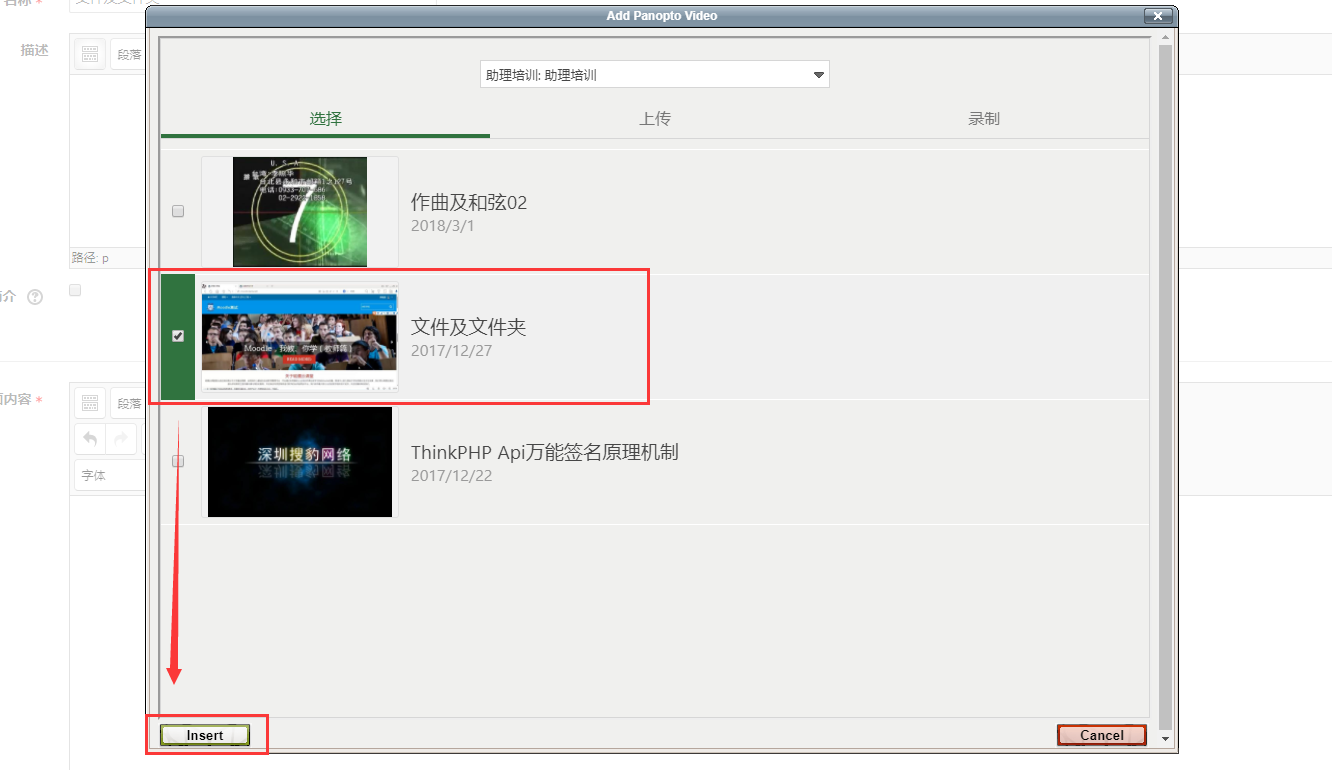 Add Panopto Video
描述
段落
助理培训: 助理培训
选择
上传
录制
U. S. A
作曲及和弦02
2018/3/1
路径: p
介
文件及文件夹
2017/12/27
Moodle，我教、你学（教师篇）
内容 *
段落
字体
深圳搜豹网络
ThinkPHP Api万能签名原理机制
2017/12/22
Insert
Cancel